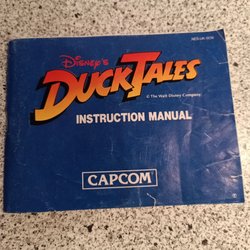 Disney's
DUCKTALES
© The Walt Disney Company
INSTRUCTION MANUAL
CAPCOM